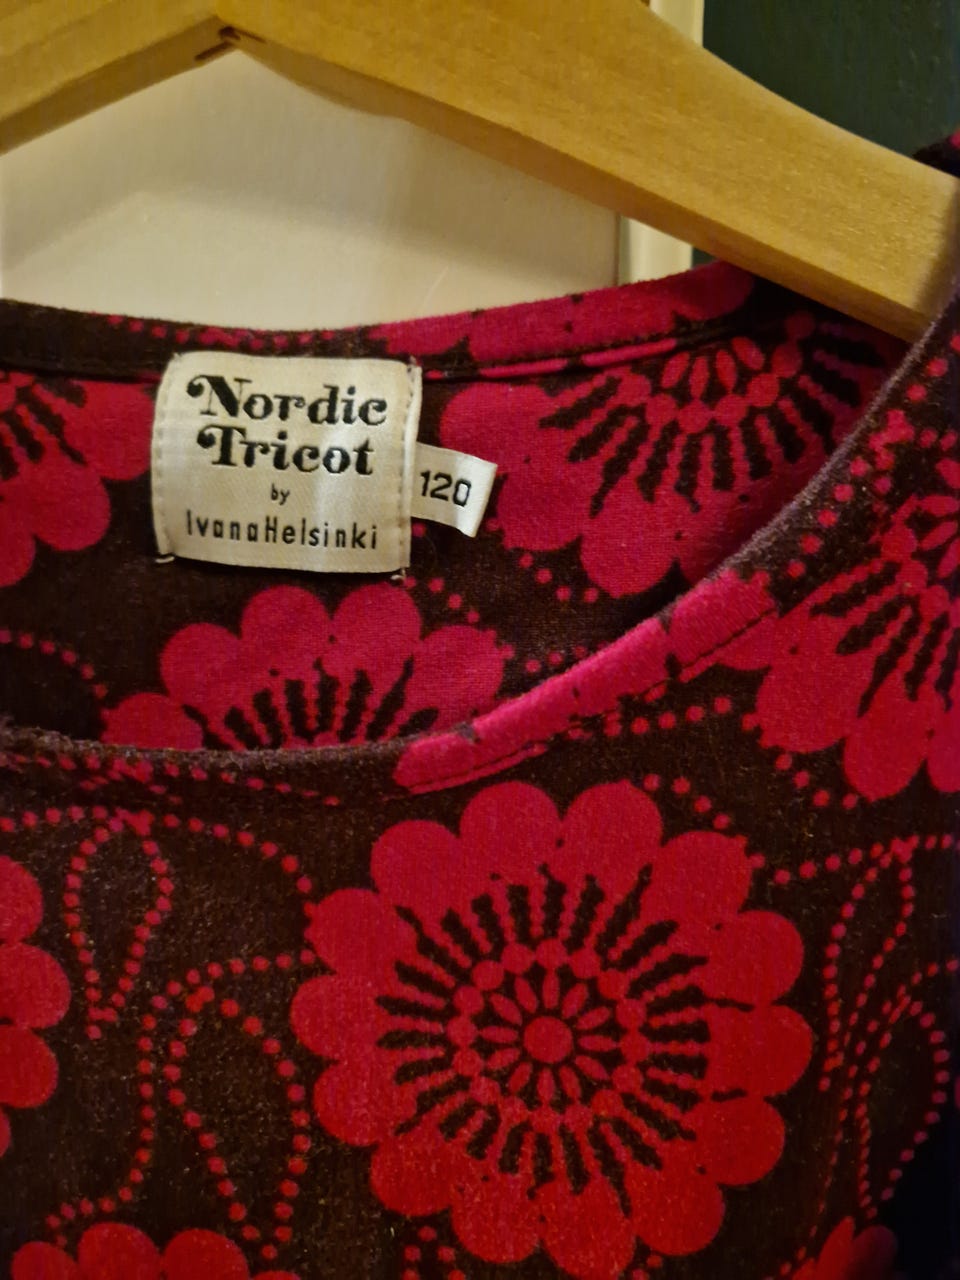 Nordic
Tricot
by
IvanaHelsinki
120